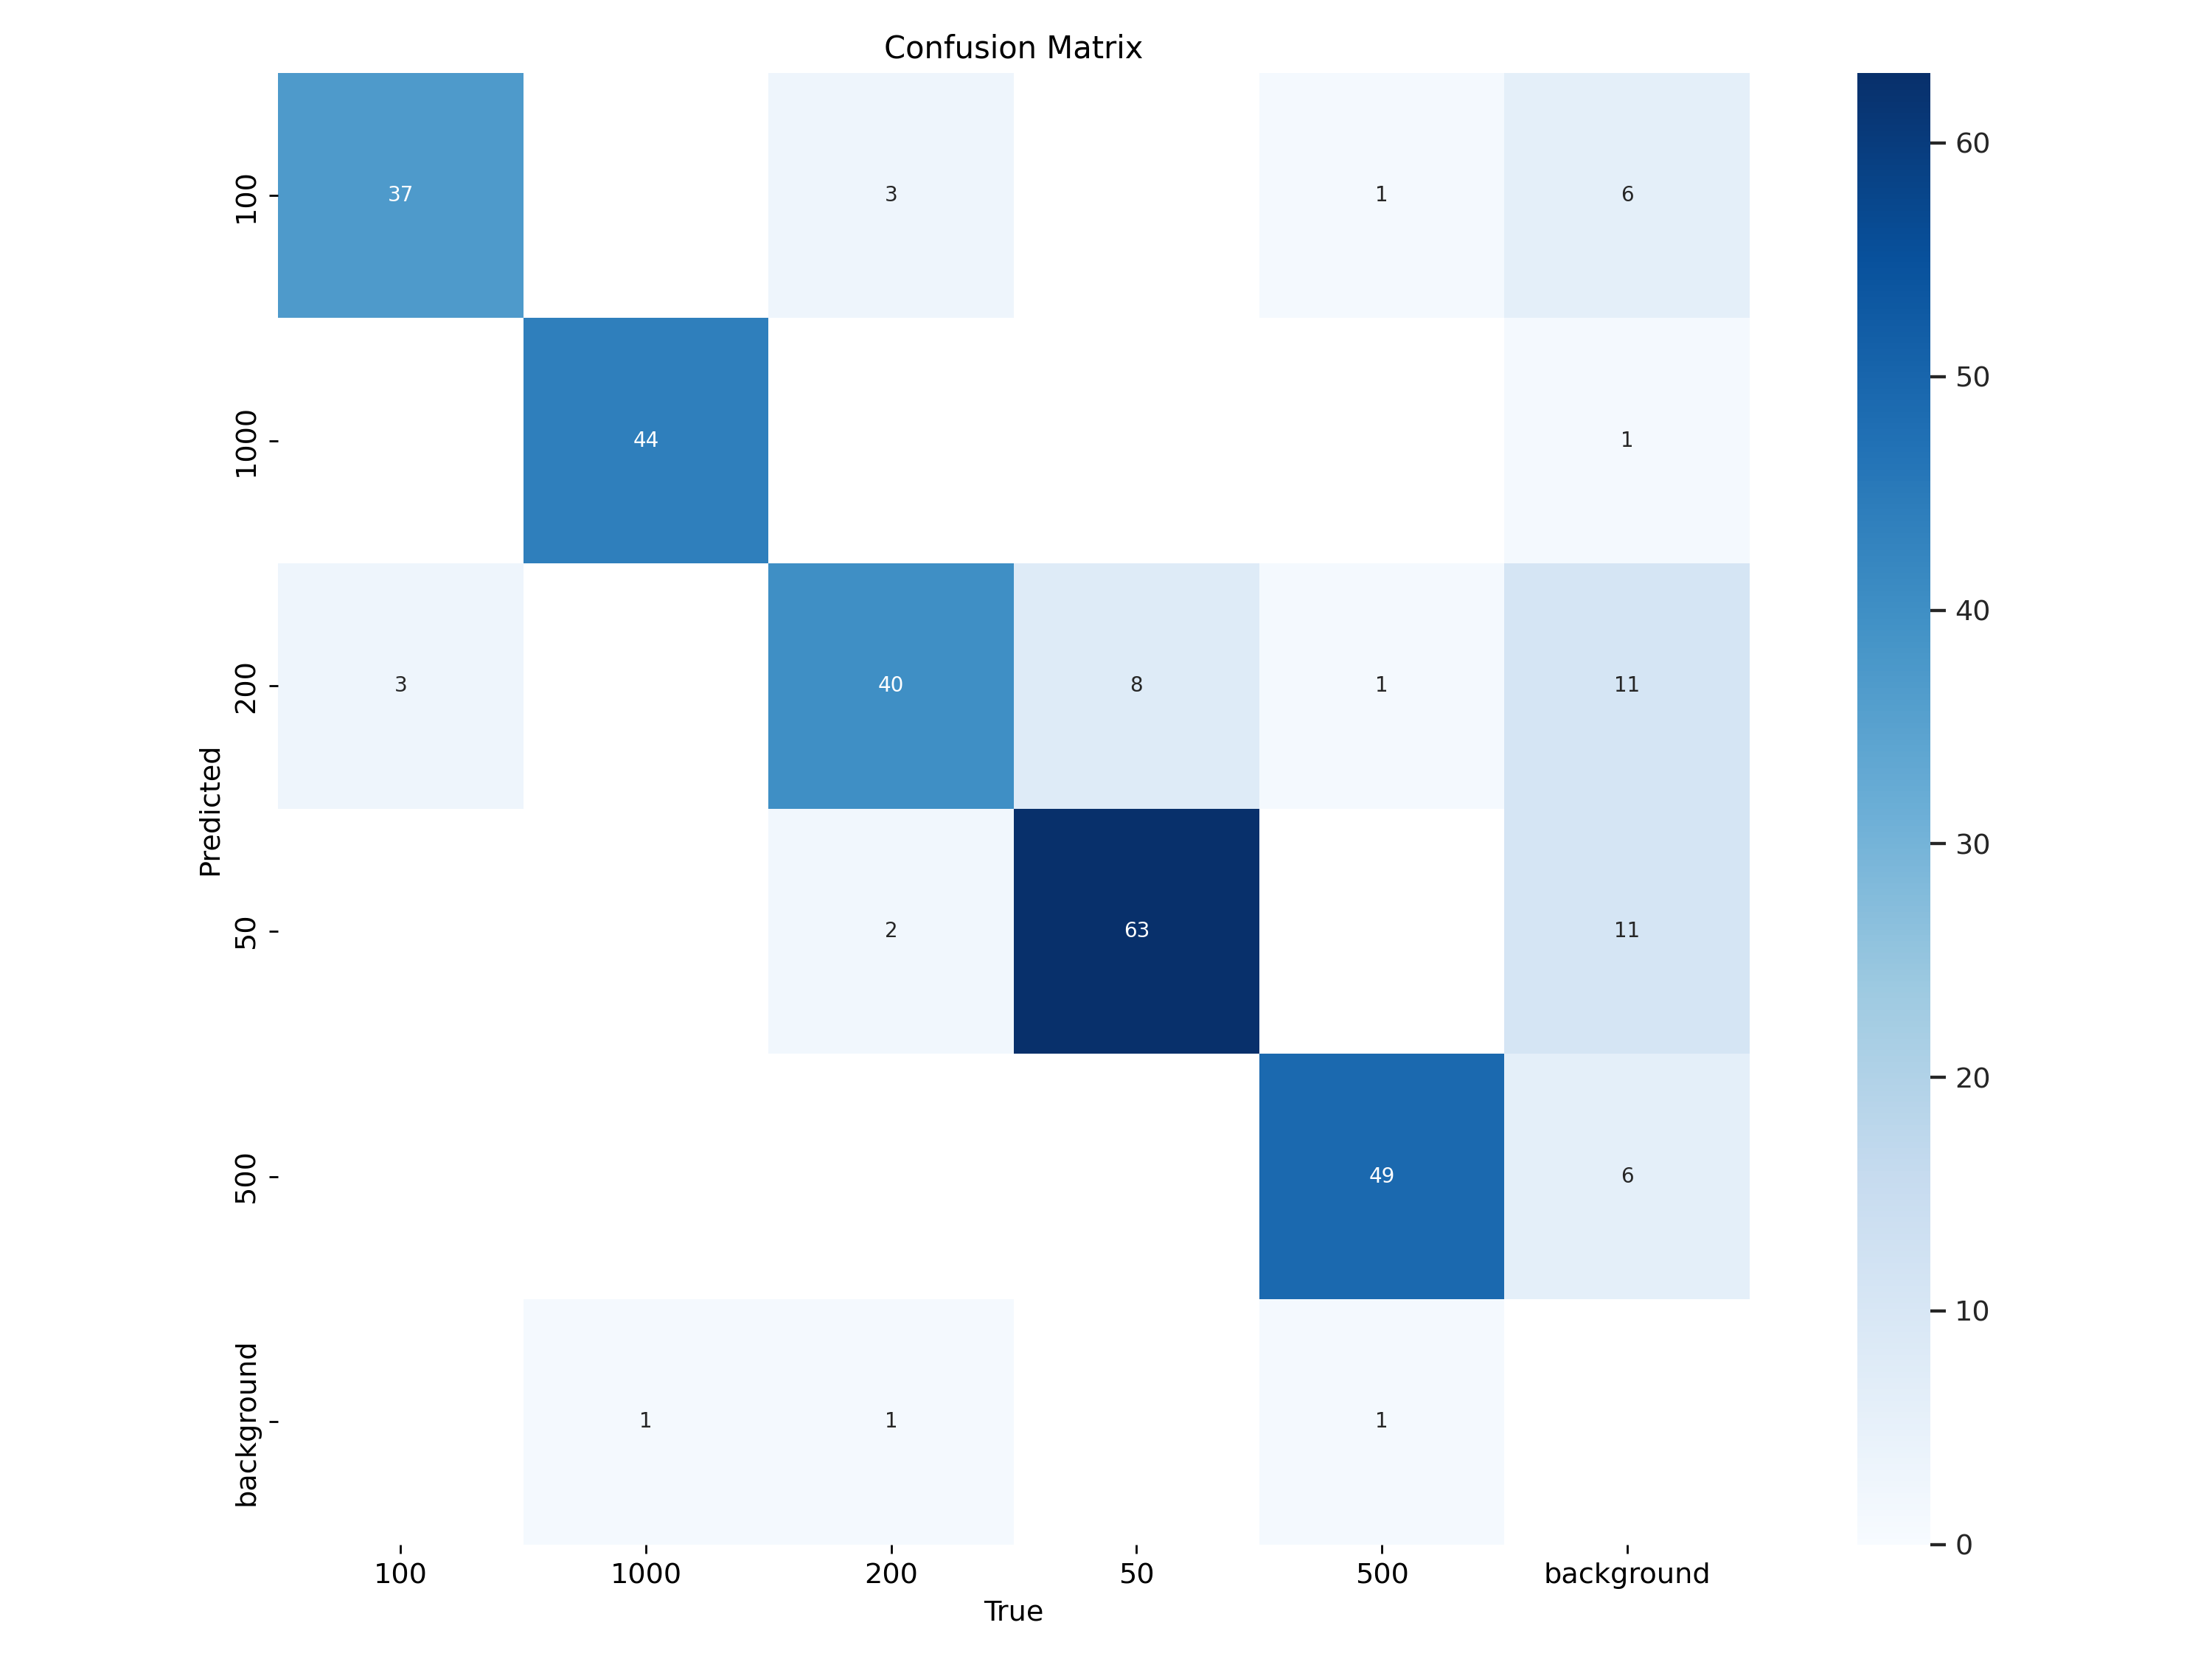 Confusion Matrix
100 37 3 1 6
1000 44 1
200 3 40 8 1 11
50 2 63 11
500 49 6
background 1 1 1
100 1000 200 50 500 background
True
Predicted
60
50
40
30
20
10
0